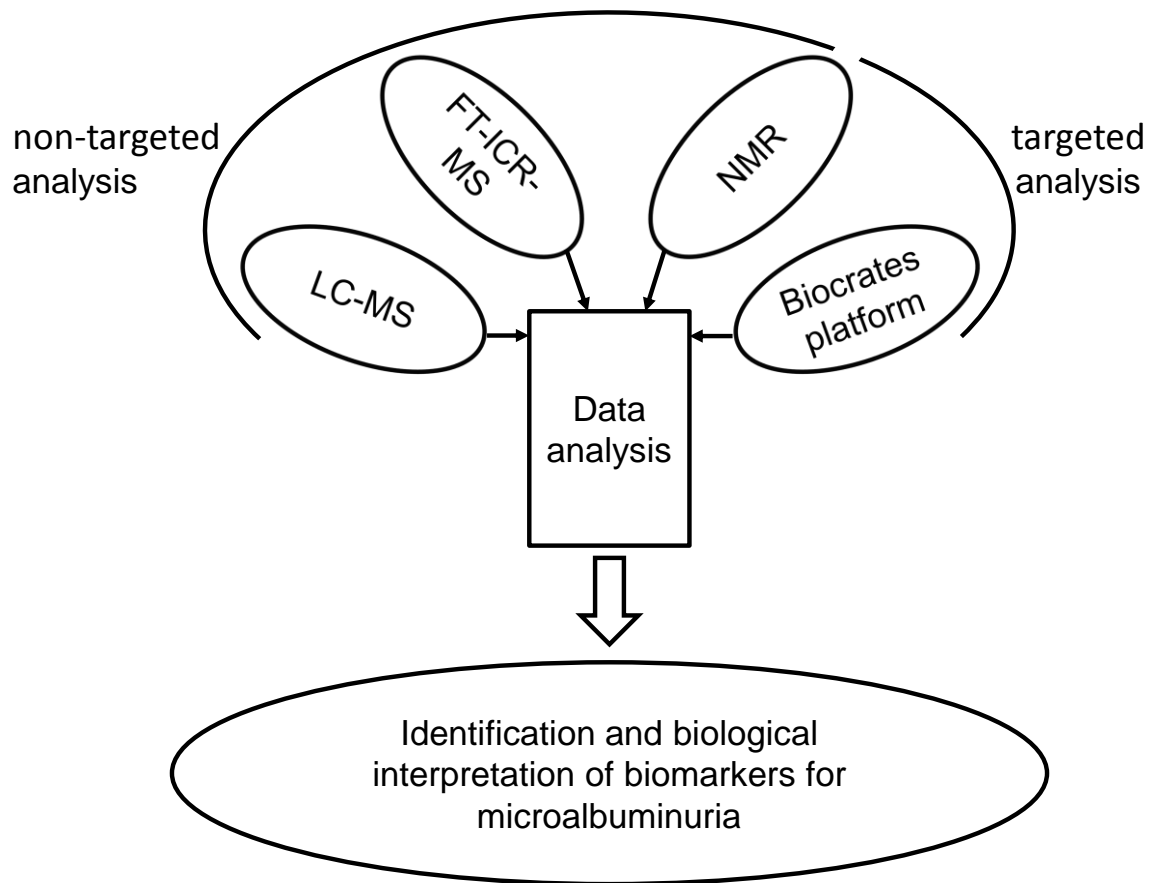 non-targeted
analysis
FT-ICR-
MS
NMR
targeted
analysis
LC-MS
Biocrates
platform
Data
analysis
Identification and biological
interpretation of biomarkers for
microalbuminuria